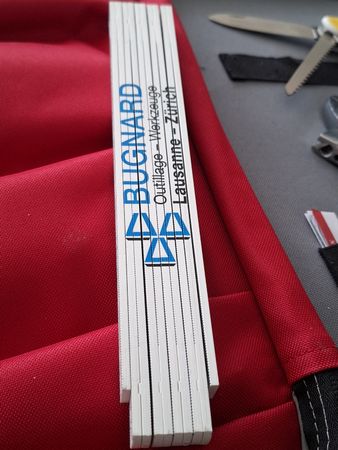 BUGNARD
Outillage - Werkzeuge
Lausanne - Zürich